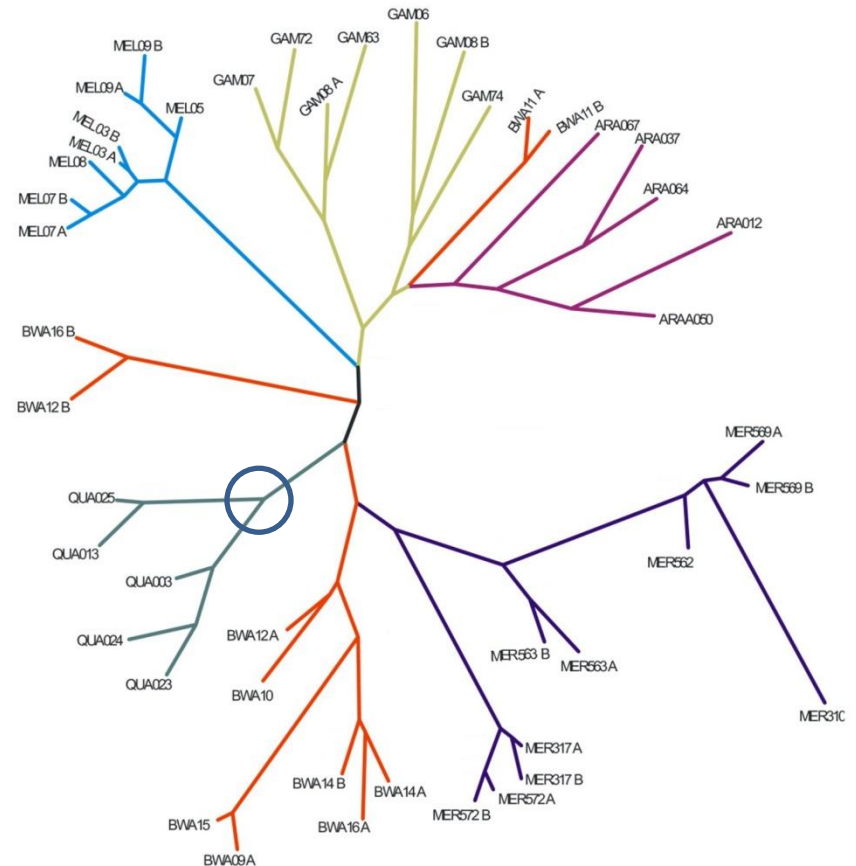 GAM06
GAM72
GAM63
MEL09 B
GAM08 B
GAM07
MEL09 A
GAM08 A
GAM74
MEL05
BWA11 A
BWA11 B
MEL03 B
ARA067
ARA037
MEL03 A
MEL08
ARA064
MEL07 B
ARA012
MEL07 A
ARAA050
BWA16 B
BWA12 B
MER569 A
MER569 B
QUA025
QUA013
MER562
QUA003
BWA12 A
QUA024
MER563 B
MER563 A
QUA023
BWA10
MER310
MER317 A
MER317 B
BWA14 B
BWA14 A
MER572 A
MER572 B
BWA15
BWA16 A
BWA09 A